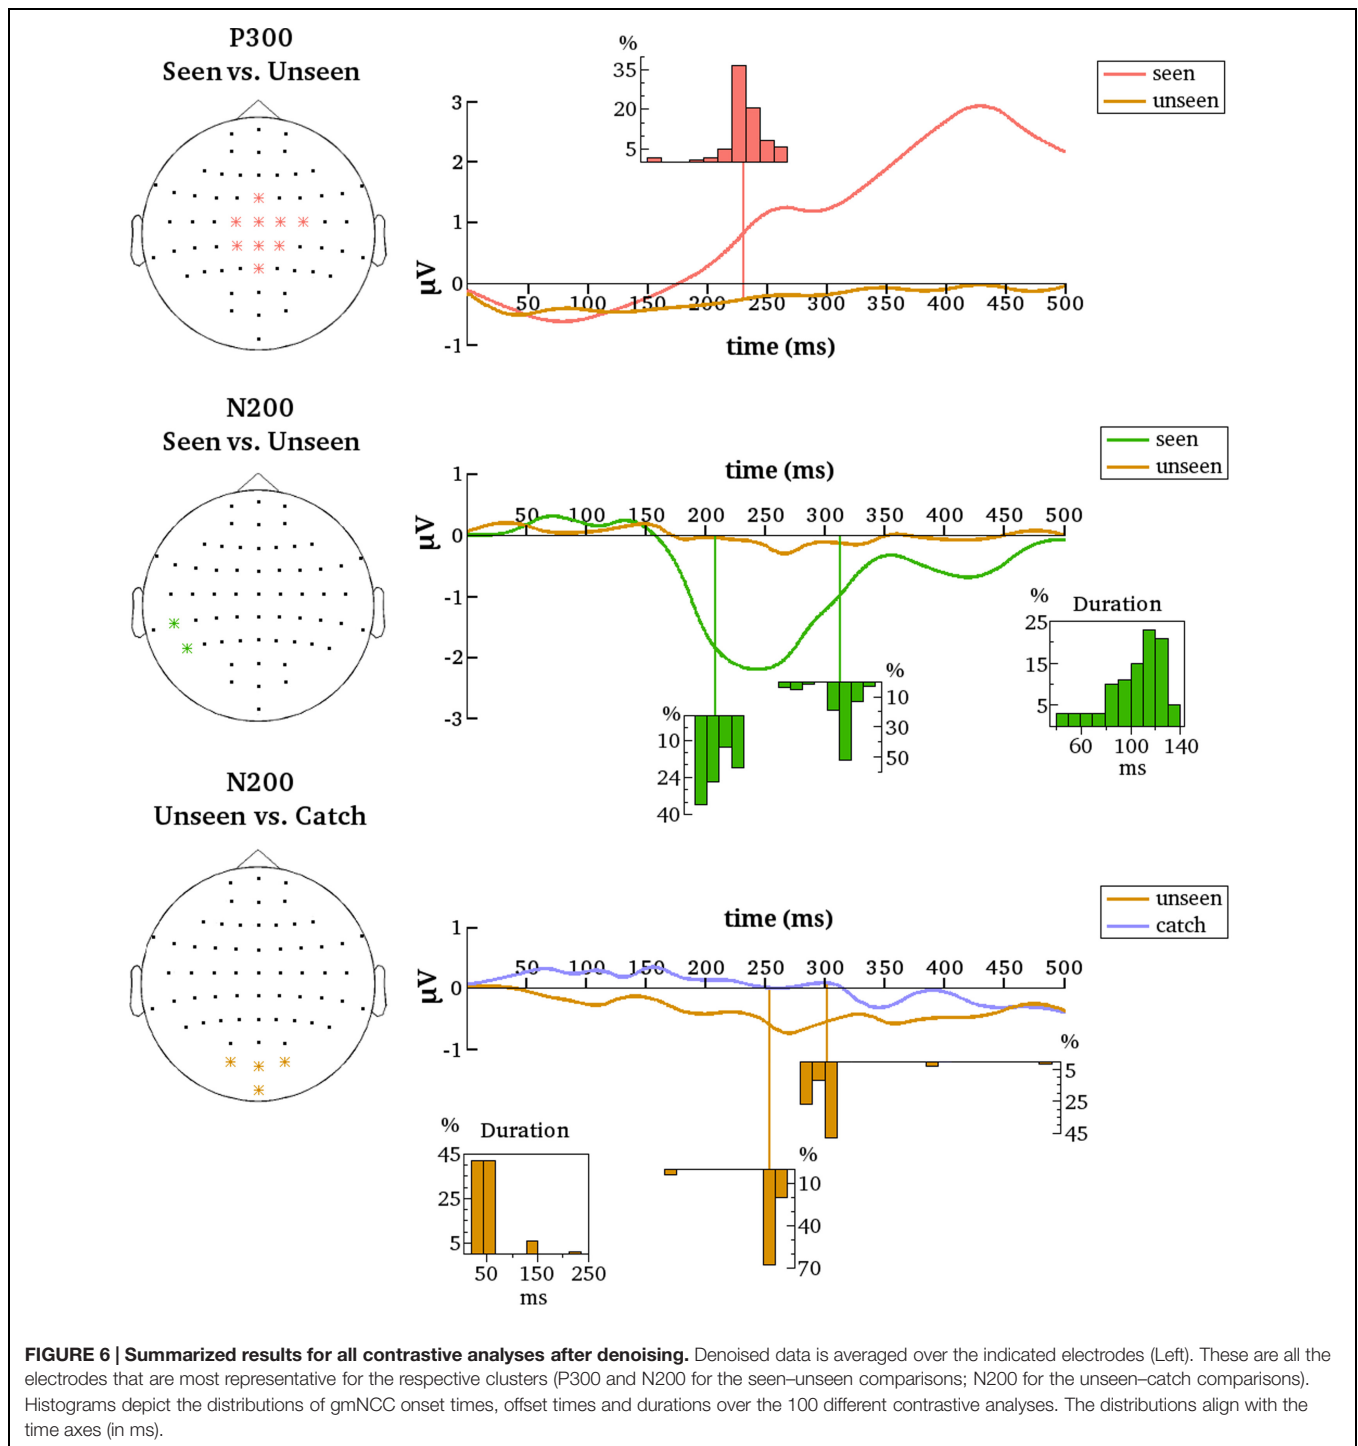 P300
Seen vs. Unseen
%
35
20
5
seen
unseen
3
2
1
0
-1
µV
50 100 150 200 250 300 350 400 450 500
time (ms)
N200
Seen vs. Unseen
seen
unseen
time (ms)
1
0
-1
-2
-3
µV
50 100 150 200 250 300 350 400 450 500
%
10
24
40
%
10
30
50
% Duration
25
15
5
60 100 140
ms
N200
Unseen vs. Catch
unseen
catch
time (ms)
1
0
-1
µV
50 100 150 200 250 300 350 400 450 500
%
5
25
45
% Duration
45
25
5
50 150 250
ms
%
10
40
70
FIGURE 6 | Summarized results for all contrastive analyses after denoising. Denoised data is averaged over the indicated electrodes (Left). These are all the
electrodes that are most representative for the respective clusters (P300 and N200 for the seen–unseen comparisons; N200 for the unseen–catch comparisons).
Histograms depict the distributions of gmNCC onset times, offset times and durations over the 100 different contrastive analyses. The distributions align with the
time axes (in ms).